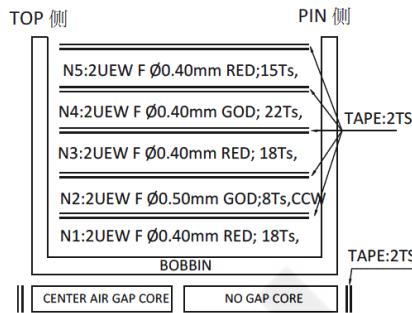 TOP 侧 PIN 侧
N5:2UEW F Ø0.40mm RED;15Ts,
N4:2UEW F Ø0.40mm GOD; 22Ts,
TAPE:2TS
N3:2UEW F Ø0.40mm RED; 18Ts,
N2:2UEW F Ø0.50mm GOD;8Ts,CCW
N1:2UEW F Ø0.40mm RED; 18Ts,
TAPE:2TS
BOBBIN
CENTER AIR GAP CORE NO GAP CORE